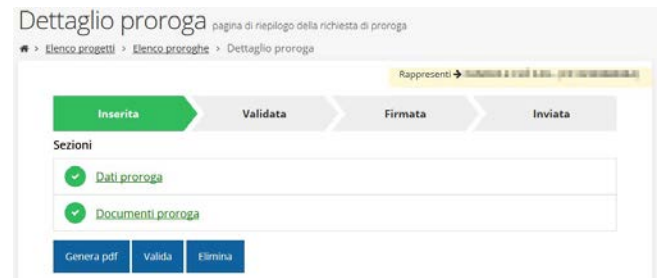 Dettaglio proroga pagina di riepilogo della richiesta di proroga
> Elenco progetti > Elenco proroghe > Dettaglio proroga
Rappresenti →
Inserita Validata Firmata Inviata
Sezioni
Dati proroga
Documenti proroga
Genera pdf Valida Elimina